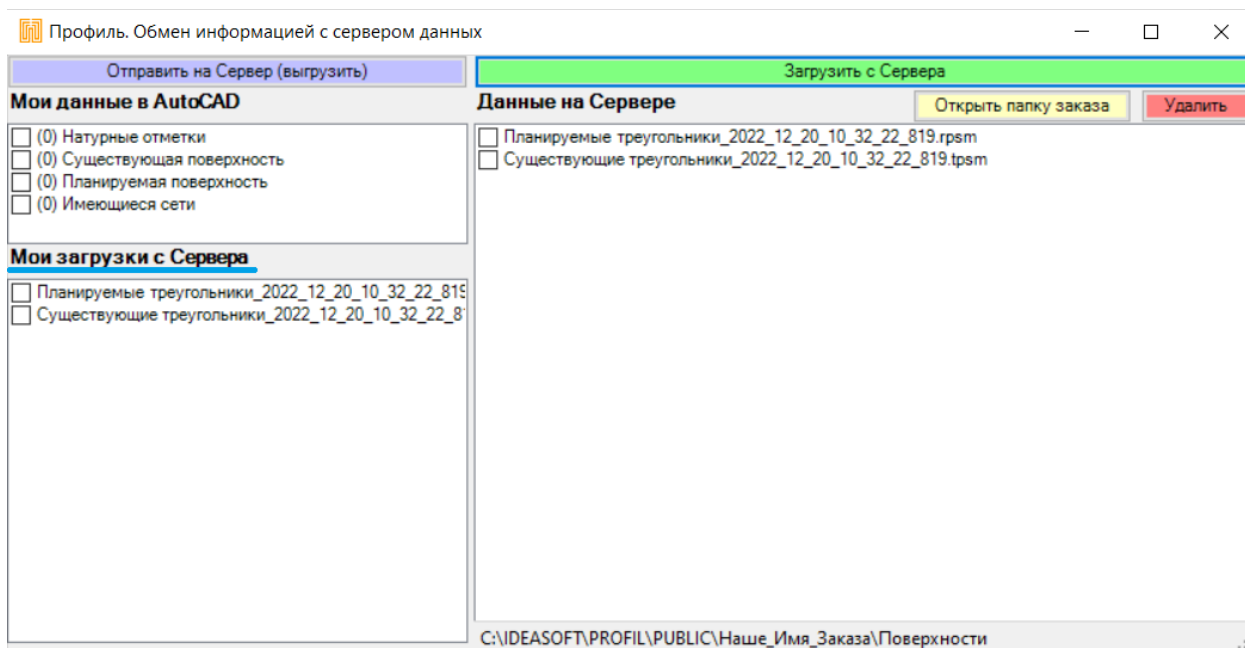 Профиль. Обмен информацией с сервером данных
Отправить на Сервер (выгрузить)
Загрузить с Сервера
Мои данные в AutoCAD
Данные на Сервере
Открыть папку заказа
Удалить
(0) Натурные отметки
(0) Существующая поверхность
(0) Планируемая поверхность
(0) Имеющиеся сети
Мои загрузки с Сервера
Планируемые треугольники_2022_12_20_10_32_22_819
Существующие треугольники_2022_12_20_10_32_22_8
Планируемые треугольники_2022_12_20_10_32_22_819.rpsm
Существующие треугольники_2022_12_20_10_32_22_819.tpsm
C:\IDEASOFT\PROFIL\PUBLIC\Наше_Имя_Заказа\Поверхности